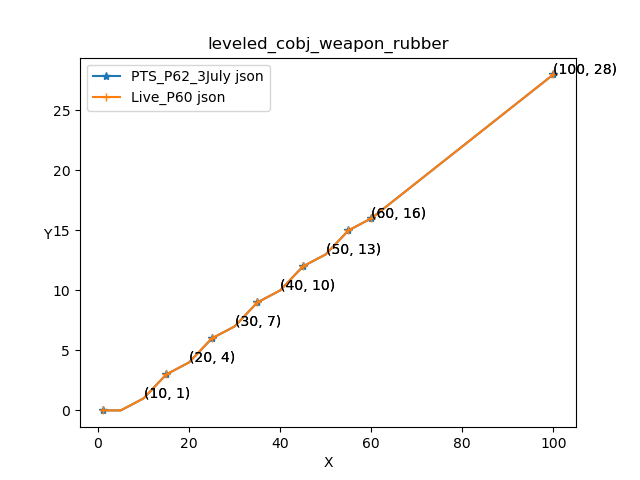 leveled_cobj_weapon_rubber
PTS_P62_3July json
Live_P60 json
(100, 28)
25
20
(60, 16)
Y
15
(50, 13)
10
(40, 10)
(30, 7)
5
(20, 4)
(10, 1)
0
0 20 40 60 80 100
X